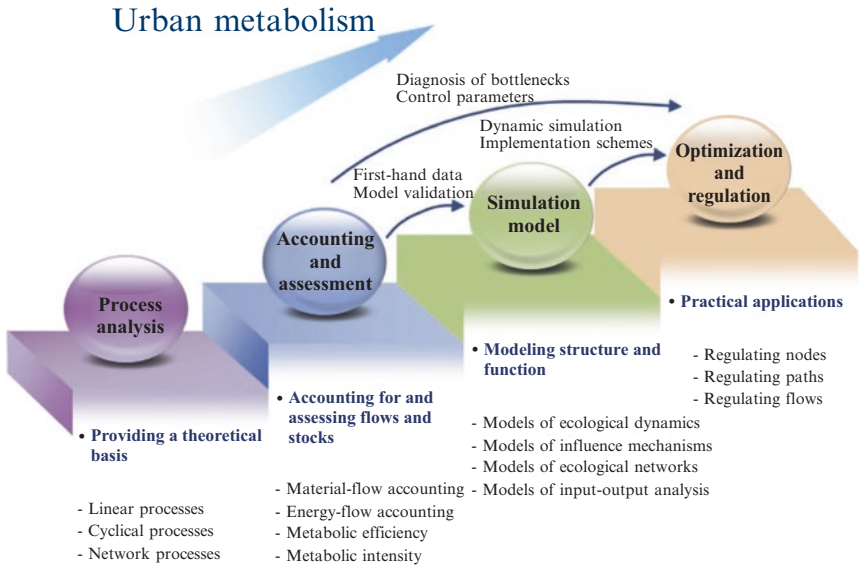 Urban metabolism
Diagnosis of bottlenecks
Control parameters
Dynamic simulation
Implementation schemes
First-hand data
Model validation
Process
analysis
Accounting
and
assessment
Simulation
model
Optimization
and
regulation
• Providing a theoretical
basis
- Linear processes
- Cyclical processes
- Network processes
• Accounting for and
assessing flows and
stocks
- Material-flow accounting
- Energy-flow accounting
- Metabolic efficiency
- Metabolic intensity
• Modeling structure and
function
- Models of ecological dynamics
- Models of influence mechanisms
- Models of ecological networks
- Models of input-output analysis
• Practical applications
- Regulating nodes
- Regulating paths
- Regulating flows